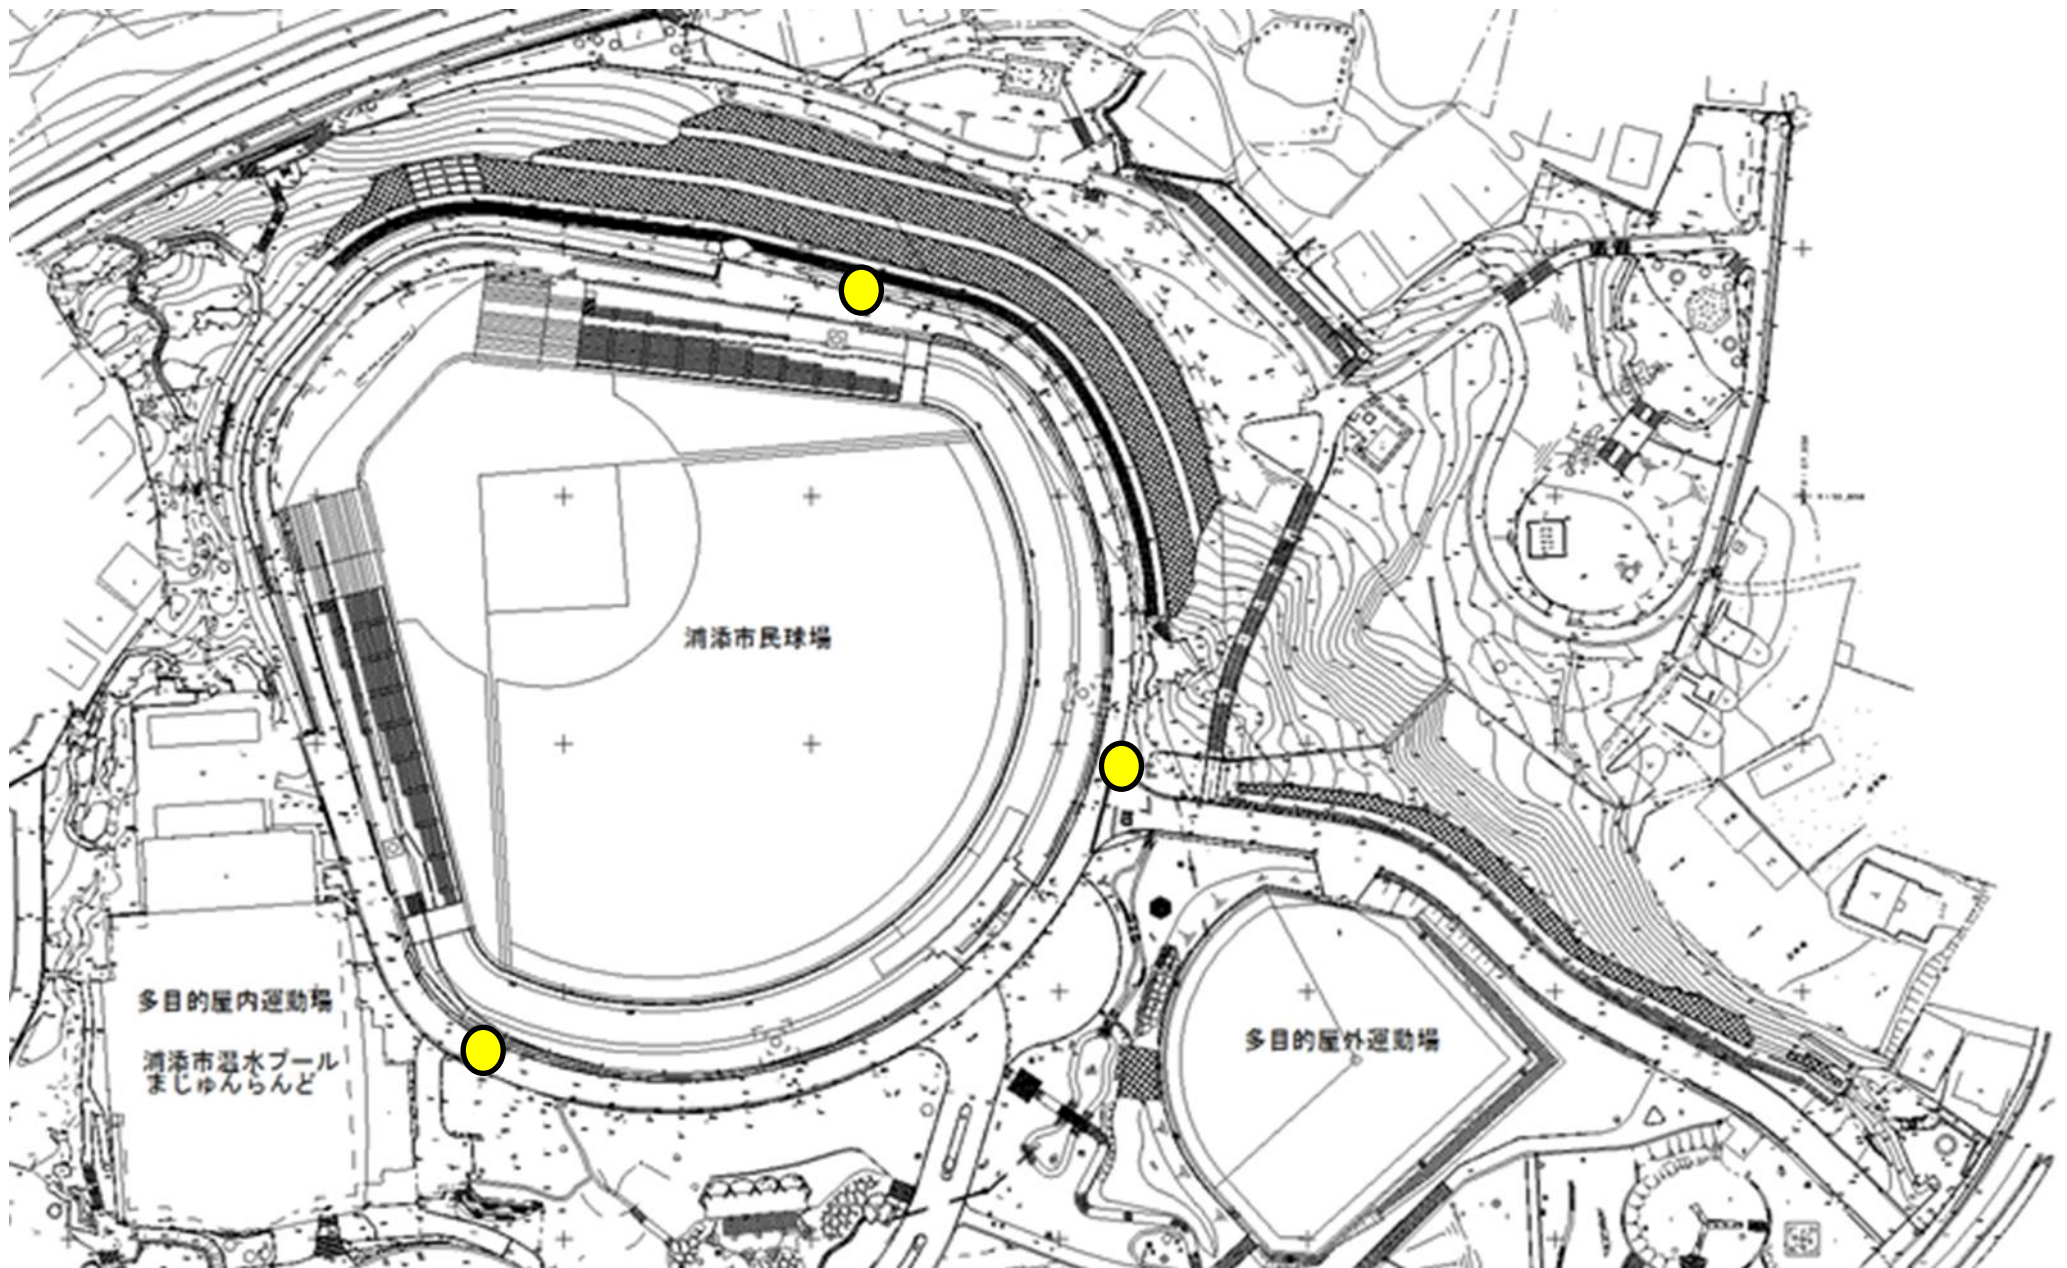 浦添市民球場
多目的屋内運動場
浦添市温水プール
まじゅんらんど
多目的屋外運動場